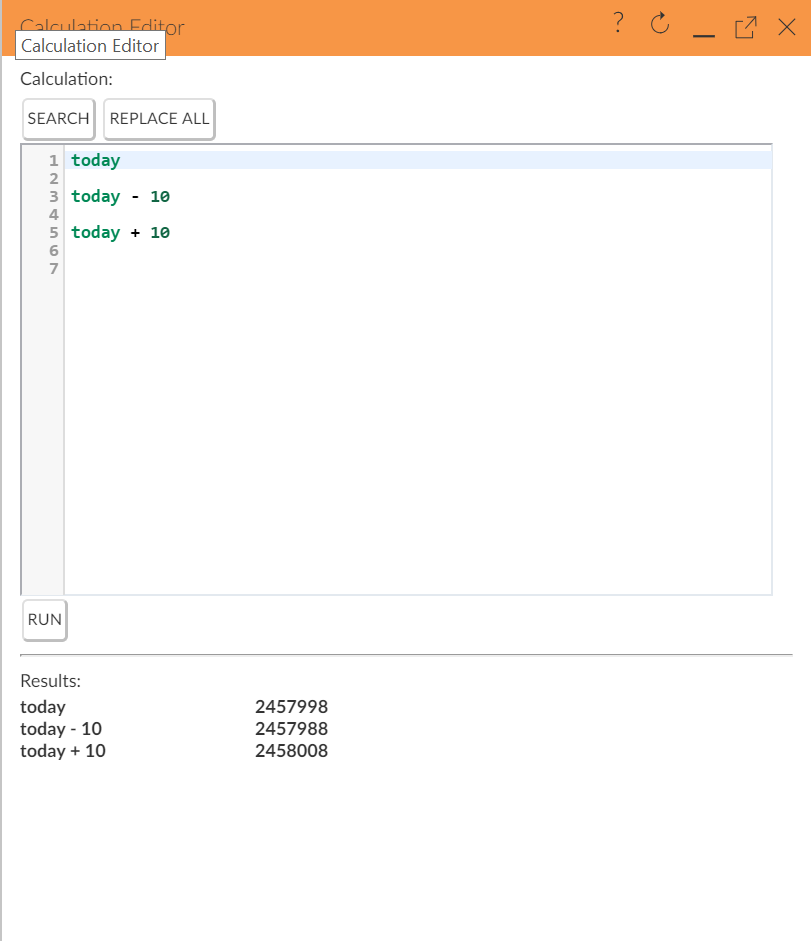 Calculation Editor
?
Calculation Editor
Calculation:
SEARCH REPLACE ALL
1 today
2
3 today - 10
4
5 today + 10
6
7
RUN
Results:
today 2457998
today - 10 2457988
today + 10 2458008